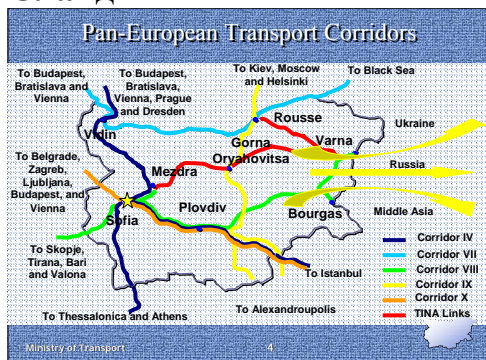 Pan-European Transport Corridors
To Budapest,
Bratislava and
Vienna
To Budapest,
Bratislava,
Vienna, Prague
and Dresden
To Kiev, Moscow
and Helsinki
To Black Sea
Vidin
Rousse
Ukraine
Gorna
Oryahovitsa
Varna
To Belgrade,
Zagreb,
Ljubljana,
Budapest, and
Vienna
Mezdra
Russia
Sofia
Plovdiv
Bourgas
Middle Asia
To Skopje,
Tirana, Bari
and Valona
To Istanbul
Corridor IV
Corridor VII
Corridor VIII
Corridor IX
Corridor X
TINA Links
To Thessalonica and Athens
To Alexandroupolis
Ministry of Transport
4